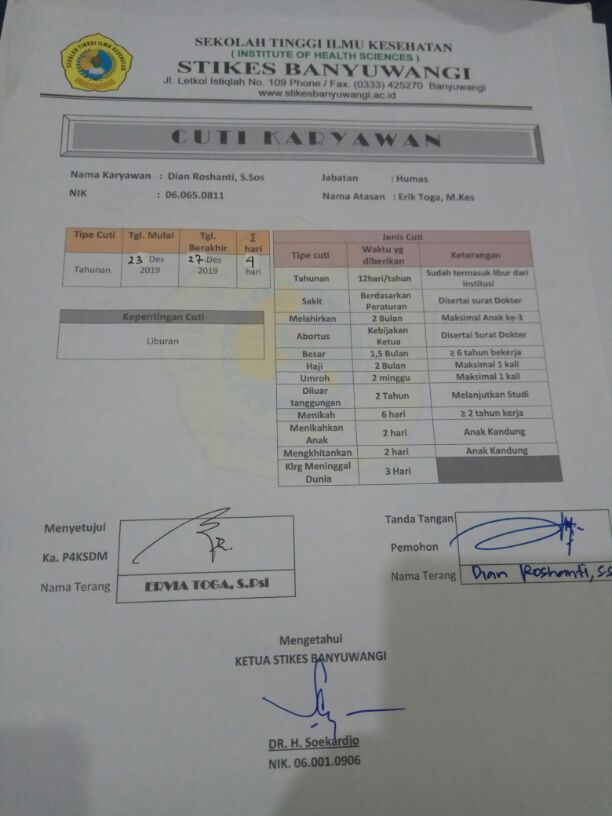 SEKOLAH TINGGI ILMU KESEHATAN
( INSTITUTE OF HEALTH SCIENCES )
STIKES BANYUWANGI
Jl. Letkol Istiqlah No. 109 Phone / Fax. (0333) 425270 Banyuwangi
www.stikesbanyuwangi.ac.id
CUTI KARYAWAN
Nama Karyawan : Dian Roshanti, S.Sos
Jabatan : Humas
NIK : 06.065.0811
Nama Atasan : Erik Toga, M.Kes
Tipe Cuti Tgl. Mulai Tgl. Berakhir Σ hari
Tahunan 23 Des 2019 27 Des 2019 4 hari
Kepentingan Cuti
Liburan
Jenis Cuti
Tipe cuti Waktu yg diberikan Keterangan
Tahunan 12hari/tahun Sudah termasuk libur dari institusi
Sakit Berdasarkan Peraturan Disertai surat Dokter
Melahirkan 2 Bulan Maksimal Anak ke-3
Abortus Kebijakan Ketua Disertai Surat Dokter
Besar 1,5 Bulan ≥ 6 tahun bekerja
Haji 2 Bulan Maksimal 1 kali
Umroh 2 minggu Maksimal 1 kali
Diluar tanggungan 2 Tahun Melanjutkan Studi
Menikah 6 hari ≥ 2 tahun kerja
Menikahkan Anak 2 hari Anak Kandung
Mengkhitankan 2 hari Anak Kandung
Klrg Meninggal Dunia 3 Hari
Menyetujui
Ka. P4KSDM
Nama Terang ERVIA TOGA, S.Psi
Tanda Tangan
Pemohon
Nama Terang Dian Roshanti, S.S
Mengetahui
KETUA STIKES BANYUWANGI
DR. H. Soekardjo
NIK. 06.001.0906